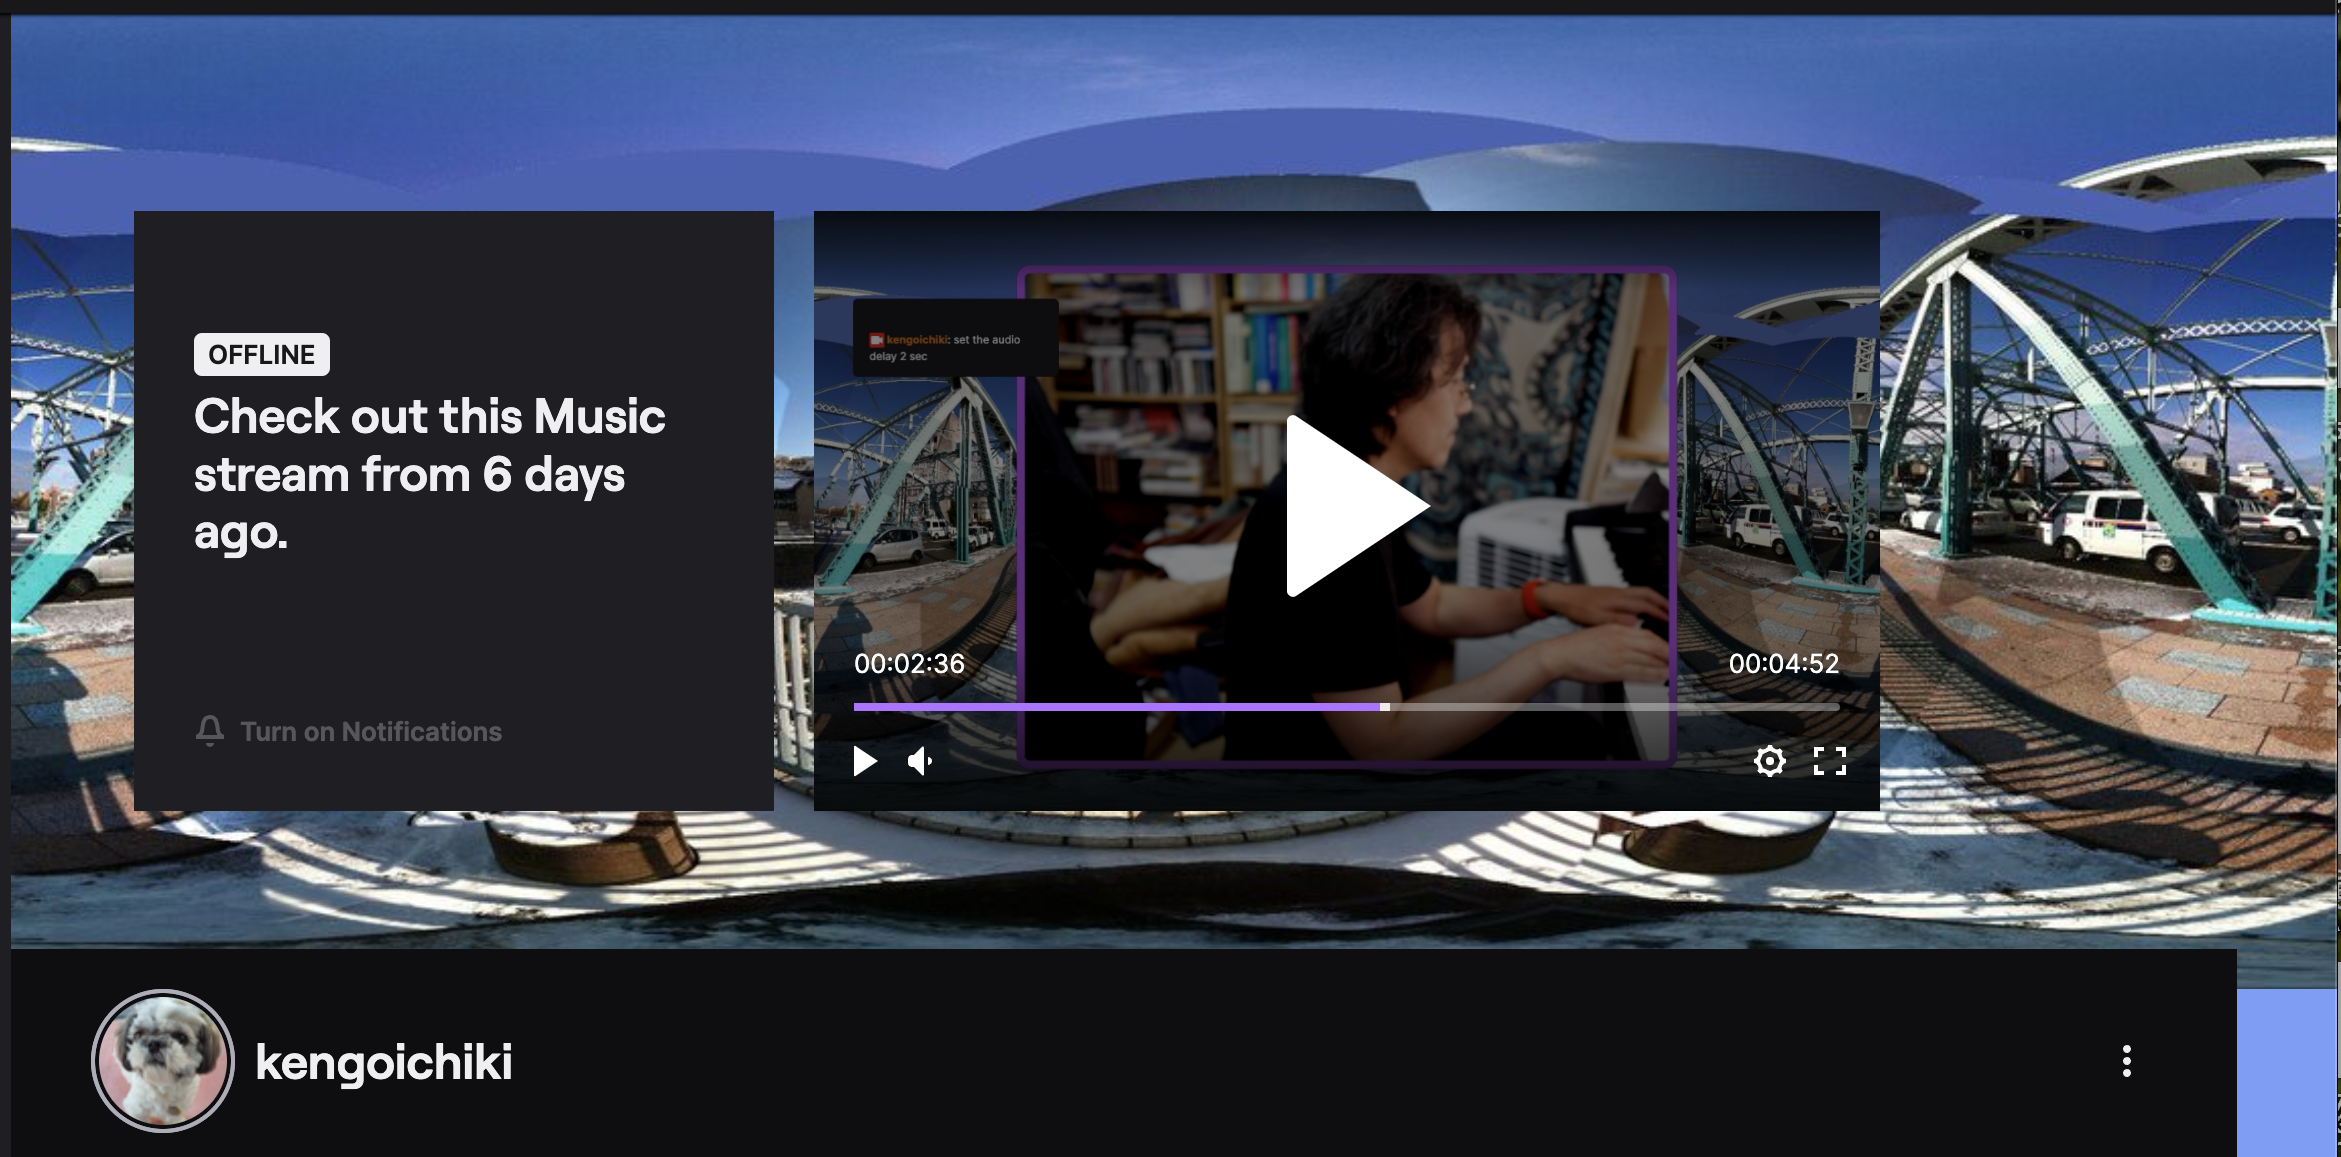 OFFLINE
Check out this Music
stream from 6 days
ago.
Turn on Notifications
kengoichiki: set the audio
delay 2 sec
00:02:36
00:04:52
kengoichiki